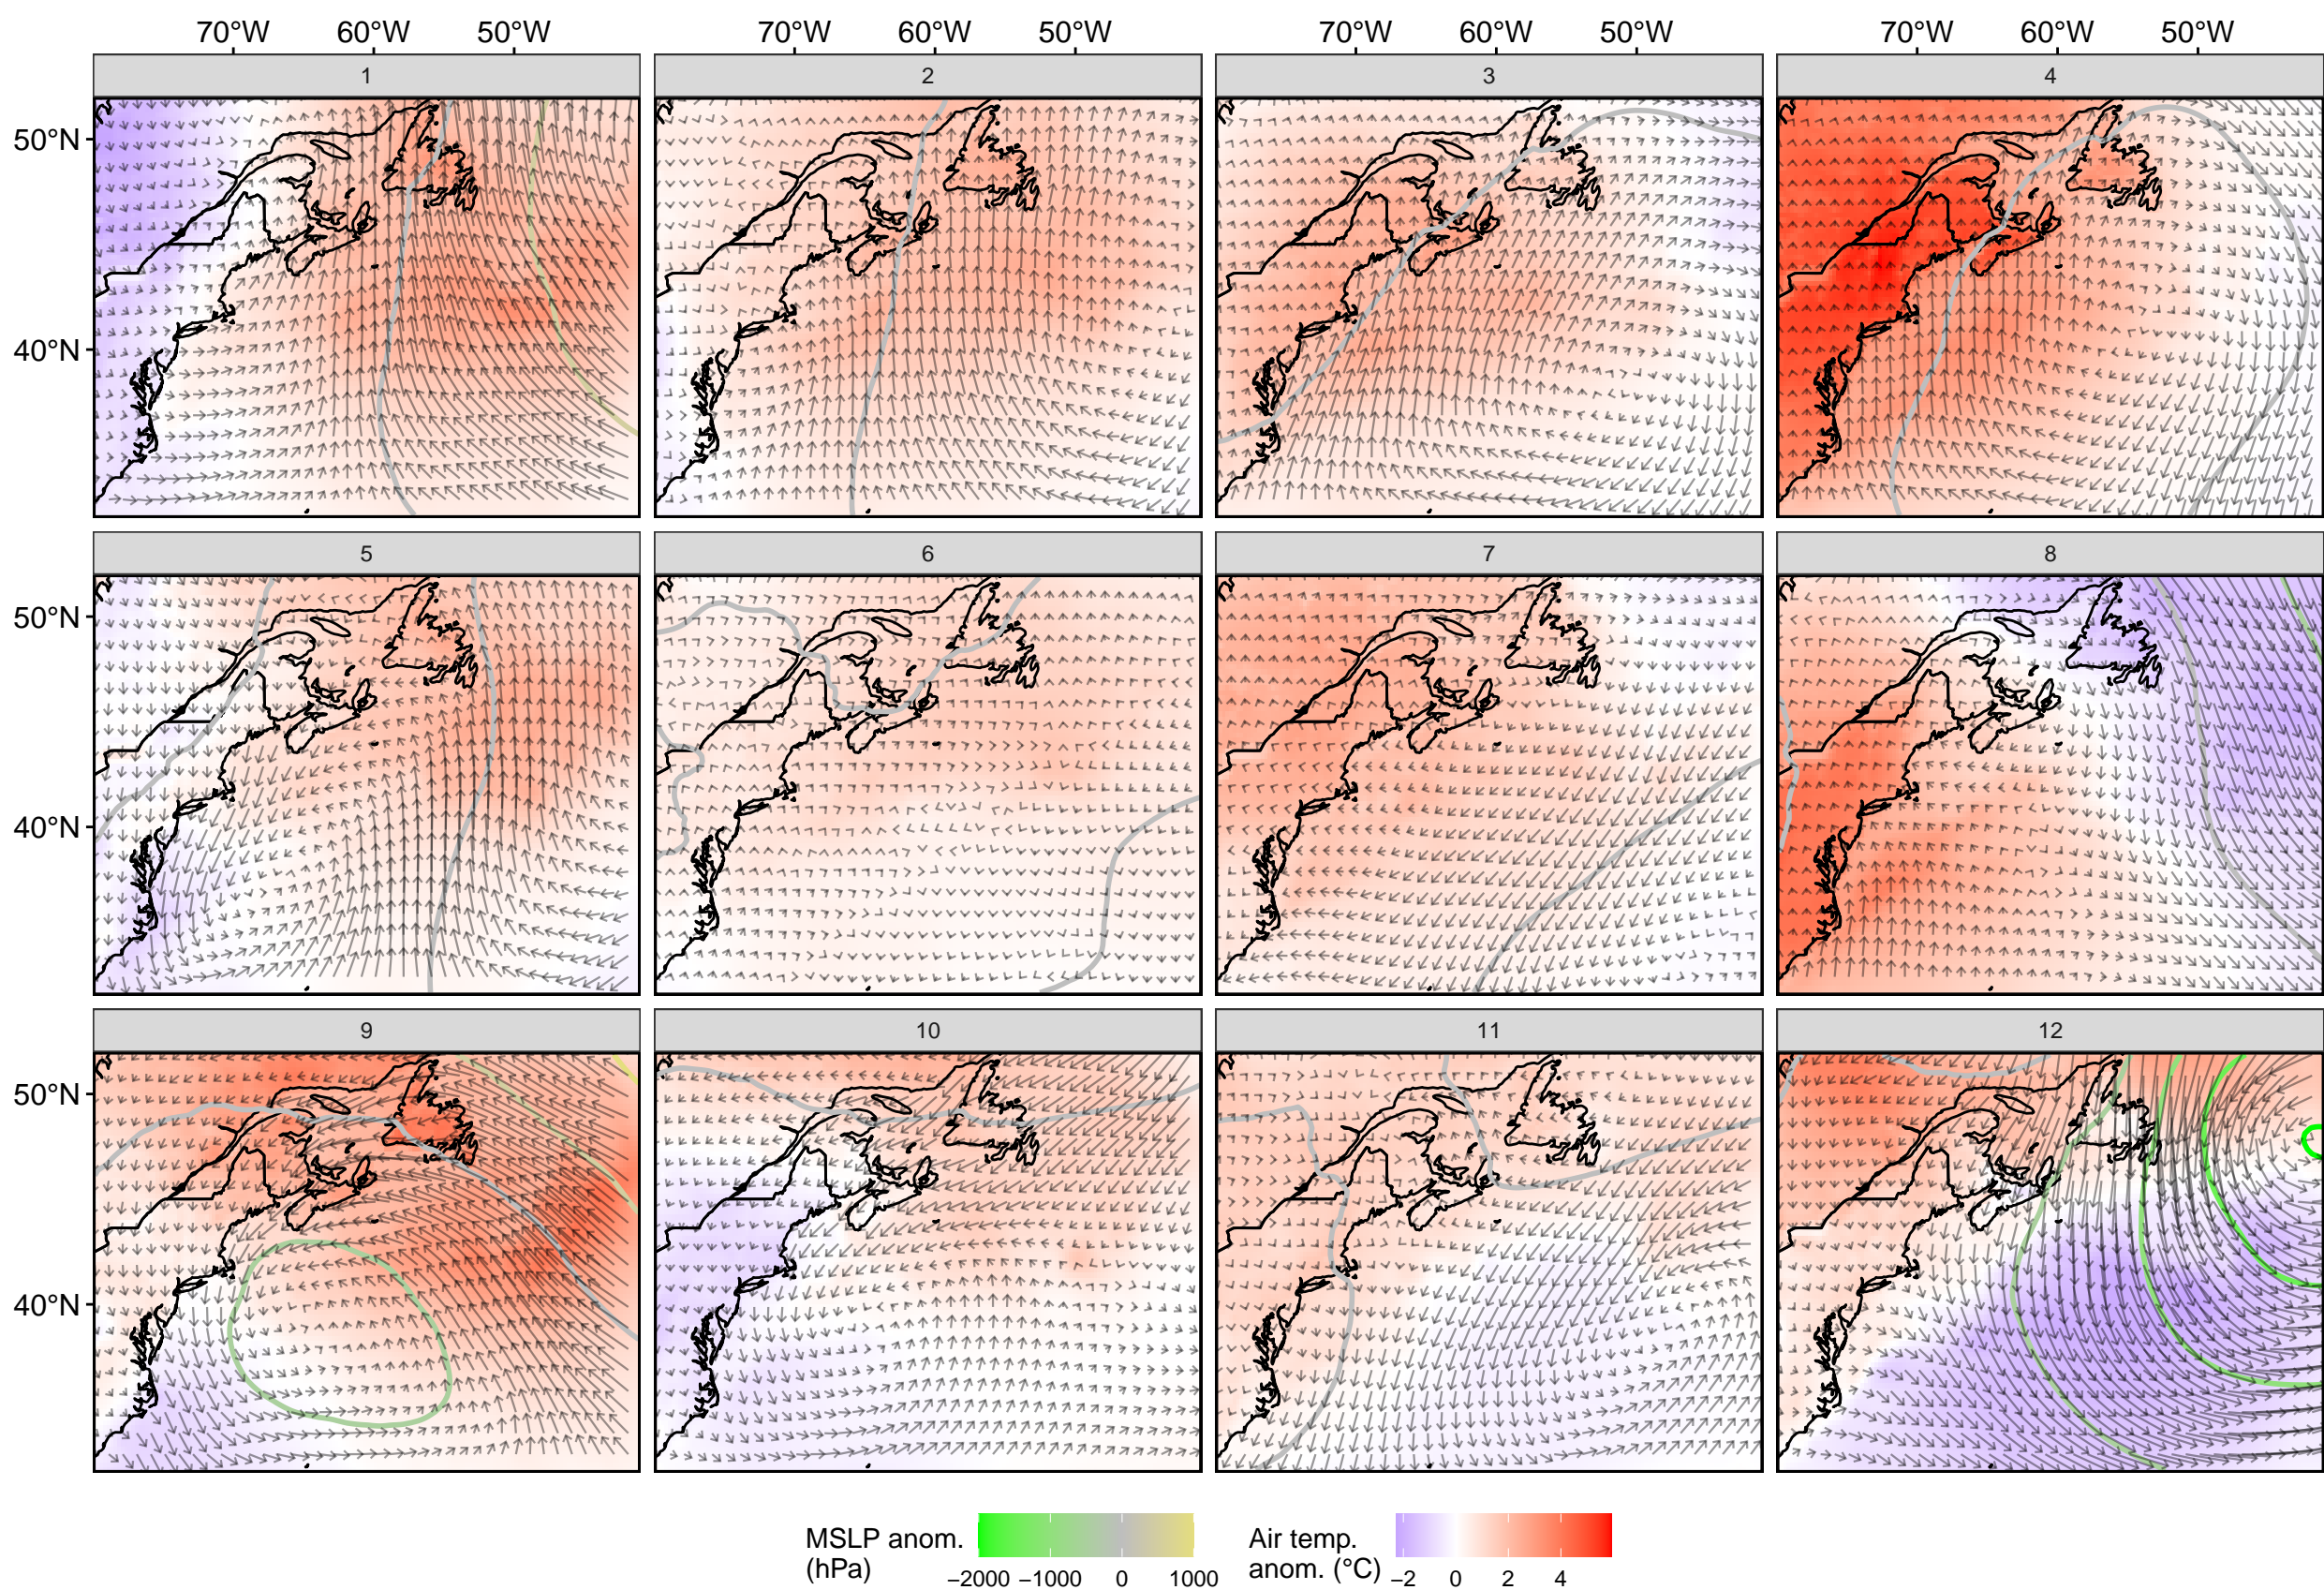 70°W 60°W 50°W 70°W 60°W 50°W 70°W 60°W 50°W 70°W 60°W 50°W
1 2 3 4
50°N
40°N
5 6 7 8
50°N
40°N
9 10 11 12
50°N
40°N
MSLP anom.
(hPa)
−2000 −1000 0 1000
Air temp.
anom. (°C)
−2 0 2 4